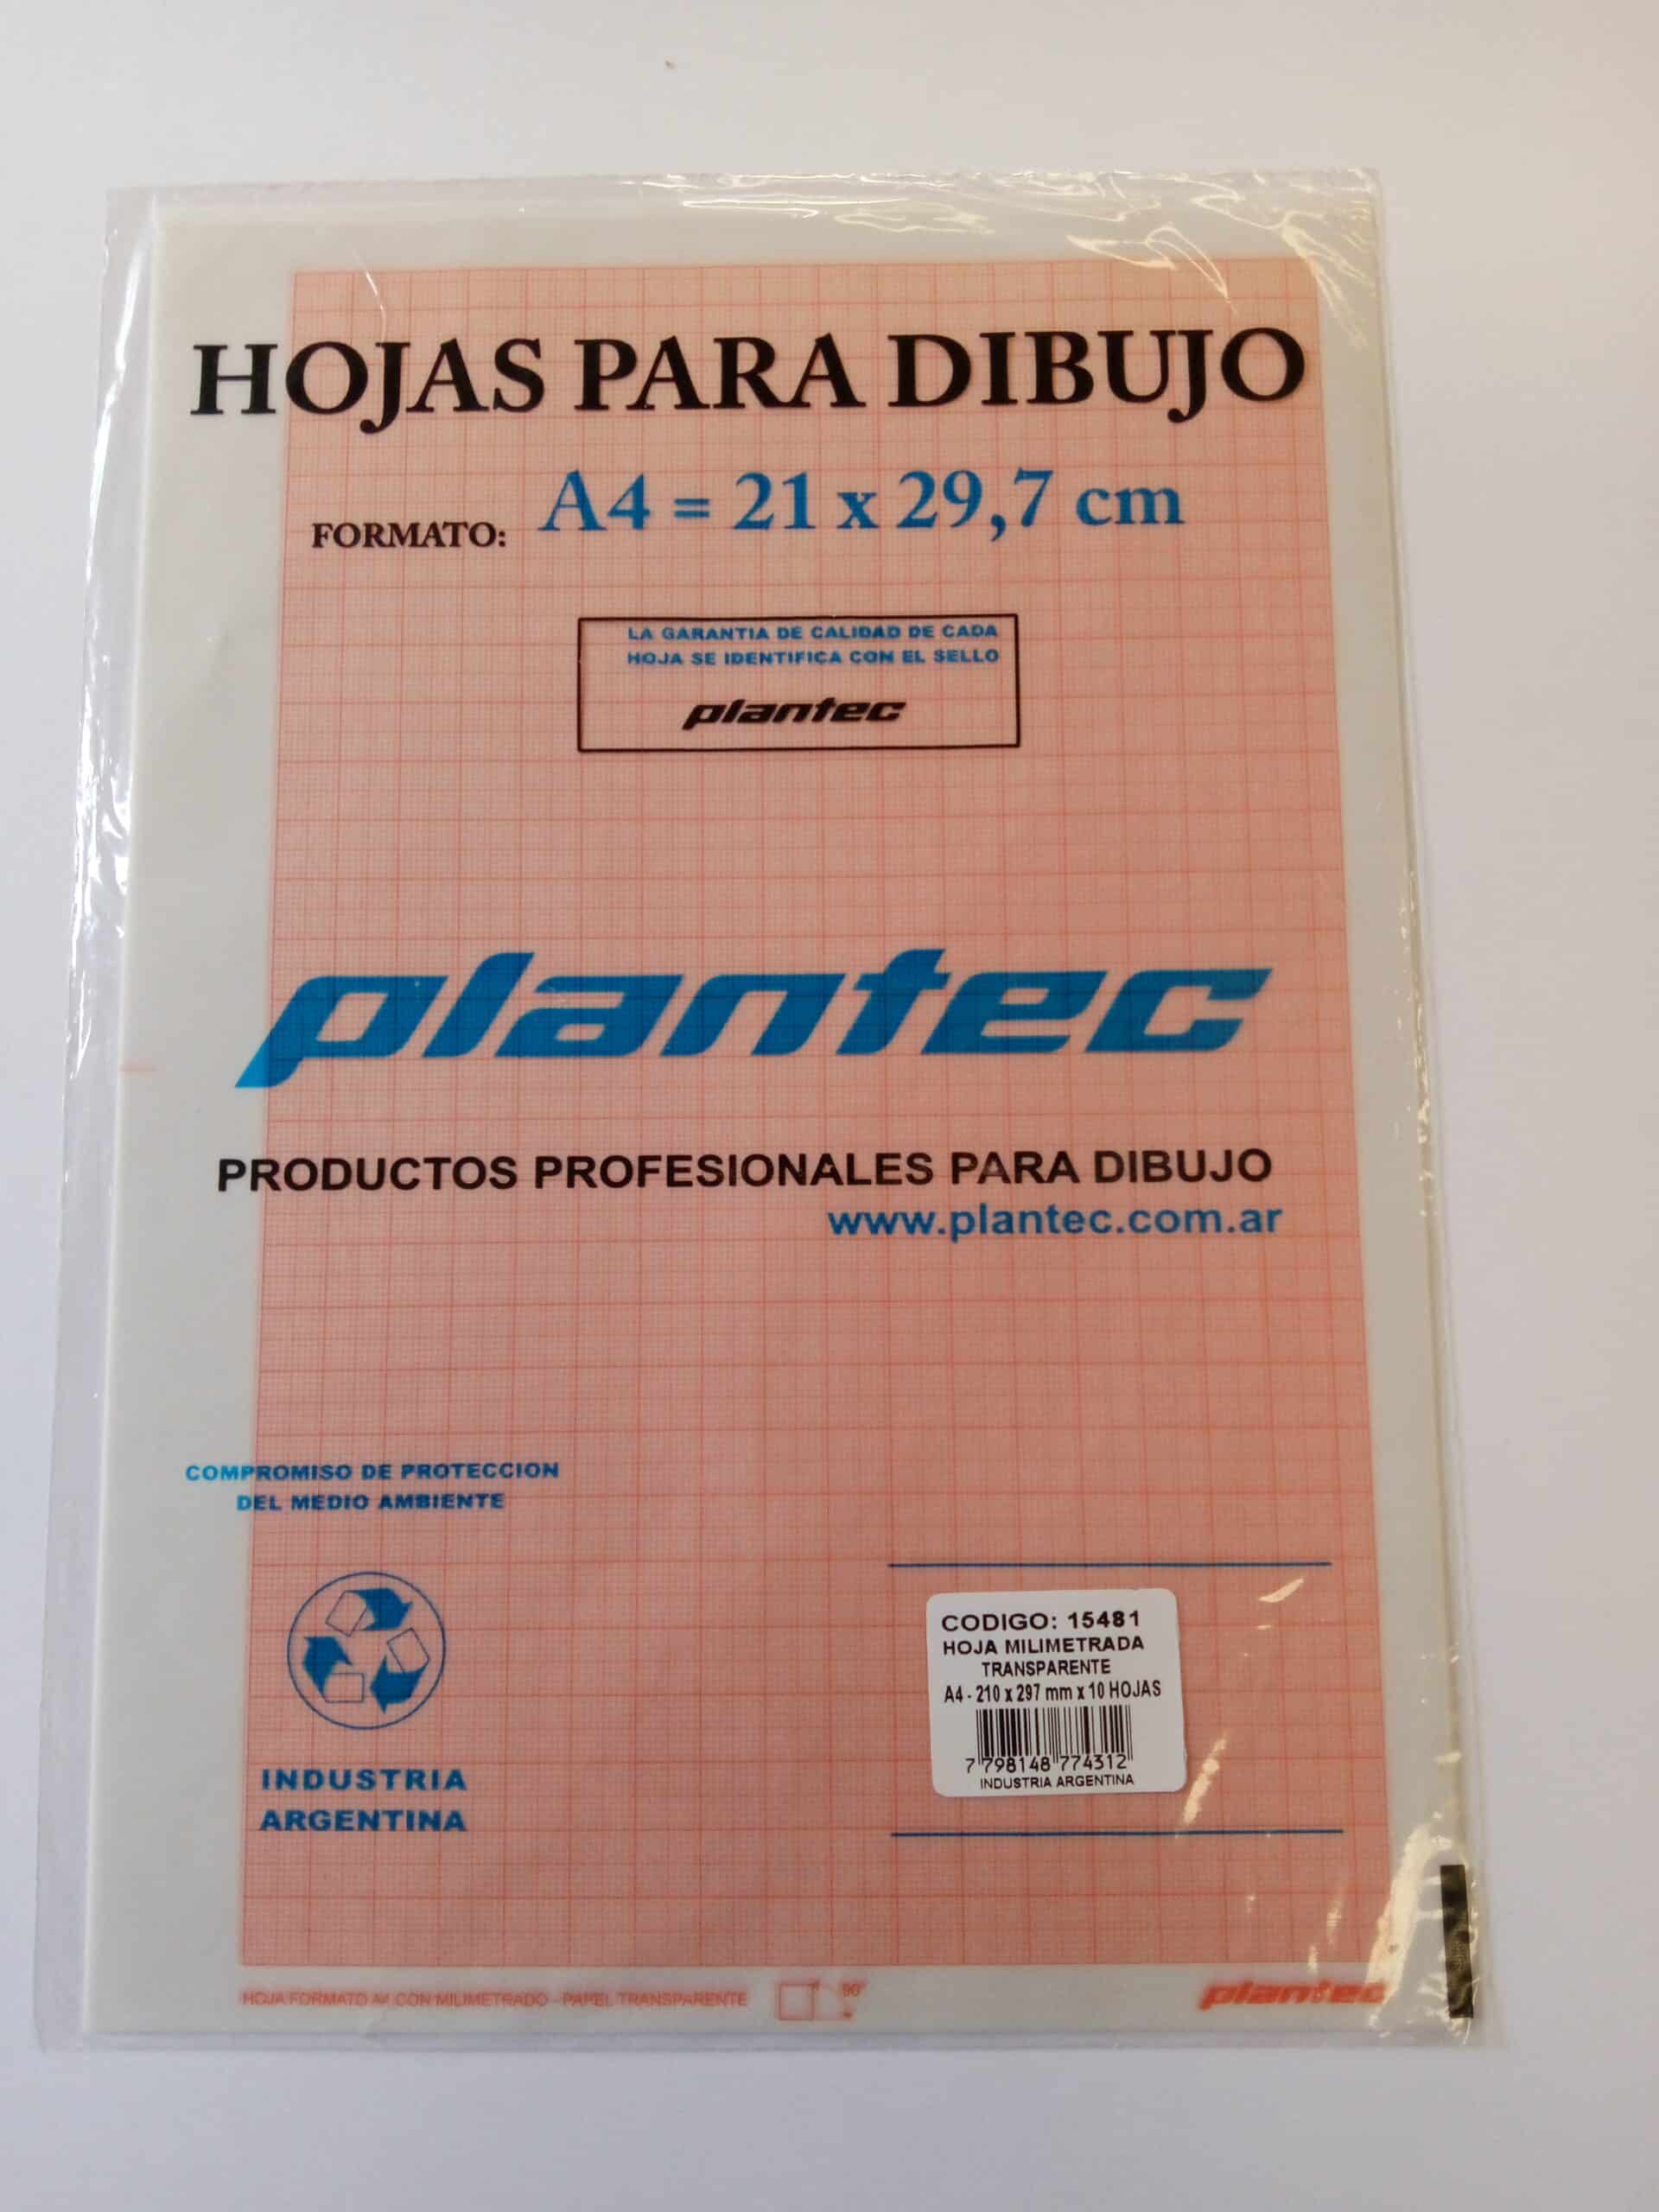 HOJAS PARA DIBUJO
FORMATO: A4 = 21 x 29,7 cm
LA GARANTIA DE CALIDAD DE CADA
HOJA SE IDENTIFICA CON EL SELLO
plantec
plantec
PRODUCTOS PROFESIONALES PARA DIBUJO
www.plantec.com.ar
COMPROMISO DE PROTECCION
DEL MEDIO AMBIENTE
INDUSTRIA
ARGENTINA
CODIGO: 15481
HOJA MILIMETRADA
TRANSPARENTE
A4 - 210 x 297 mm x 10 HOJAS
7 798148 774312
INDUSTRIA ARGENTINA
HOJA FORMATO A4 CON MILIMETRADO - PAPEL TRANSPARENTE
90°
plantec